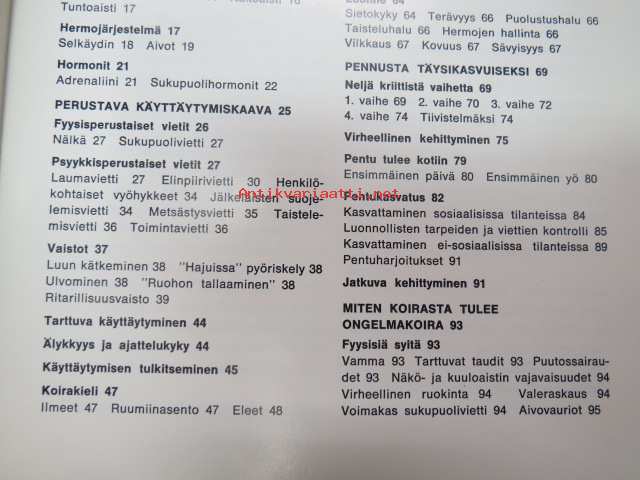 Tuntoaisti 17
Hermojärjestelmä 17
Selkäydin 18 Aivot 19
Hormonit 21
Adrenaliini 21 Sukupuolihormonit 22
PERUSTAVA KÄYTTÄYTYMISKAAVA 25
Fyysisperustaiset vietit 26
Nälkä 27 Sukupuolivietti 27
Psyykkisperustaiset vietit 27
Laumavietti 27 Elinpiirivietti 30 Henkilö-
kohtaiset vyöhykkeet 34 Jälkeläisten suoje-
lemisvietti 34 Metsästysvietti 35 Taistele-
misvietti 36 Toimintavietti 36
Vaistot 37
Luun kätkeminen 38 "Hajuissa" pyöriskely 38
Ulvominen 38 "Ruohon tallaaminen" 38
Ritarillisuusvaisto 39
Tarttuva käyttäytyminen 44
Älykkyys ja ajattelukyky 44
Käyttäytymisen tulkitseminen 45
Koirakieli 47
Ilmeet 47 Ruumiinasento 47 Eleet 48
Luonne 64
Sietokyky 64 Terävyys 66 Puolustushalu 66
Taisteluhalu 66 Hermojen hallinta 66
Vilkkaus 67 Kovuus 67 Sävyisyys 67
PENNUSTA TÄYSIKASVUISEKSI 69
Neljä kriittistä vaihetta 69
1. vaihe 69 2. vaihe 70 3. vaihe 72
4. vaihe 74 Tiivistelmäksi 74
Virheellinen kehittyminen 75
Pentu tulee kotiin 79
Ensimmäinen päivä 80 Ensimmäinen yö 80
Pentukasvatus 82
Kasvattaminen sosiaalisissa tilanteissa 84
Luonnollisten tarpeiden ja viettien kontrolli 85
Kasvattaminen ei-sosiaalisissa tilanteissa 89
Pentuharjoitukset 91
Jatkuva kehittyminen 91
MITEN KOIRASTA TULEE
ONGELMAKOIRA 93
Fyysisiä syitä 93
Vamma 93 Tarttuvat taudit 93 Puutossairau-
det 93 Näkö- ja kuuloaistin vajavaisuudet 94
Virheellinen ruokinta 94 Valeraskaus 94
Voimakas sukupuolivietti 94 Aivovauriot 95
Antikvariaatti.net